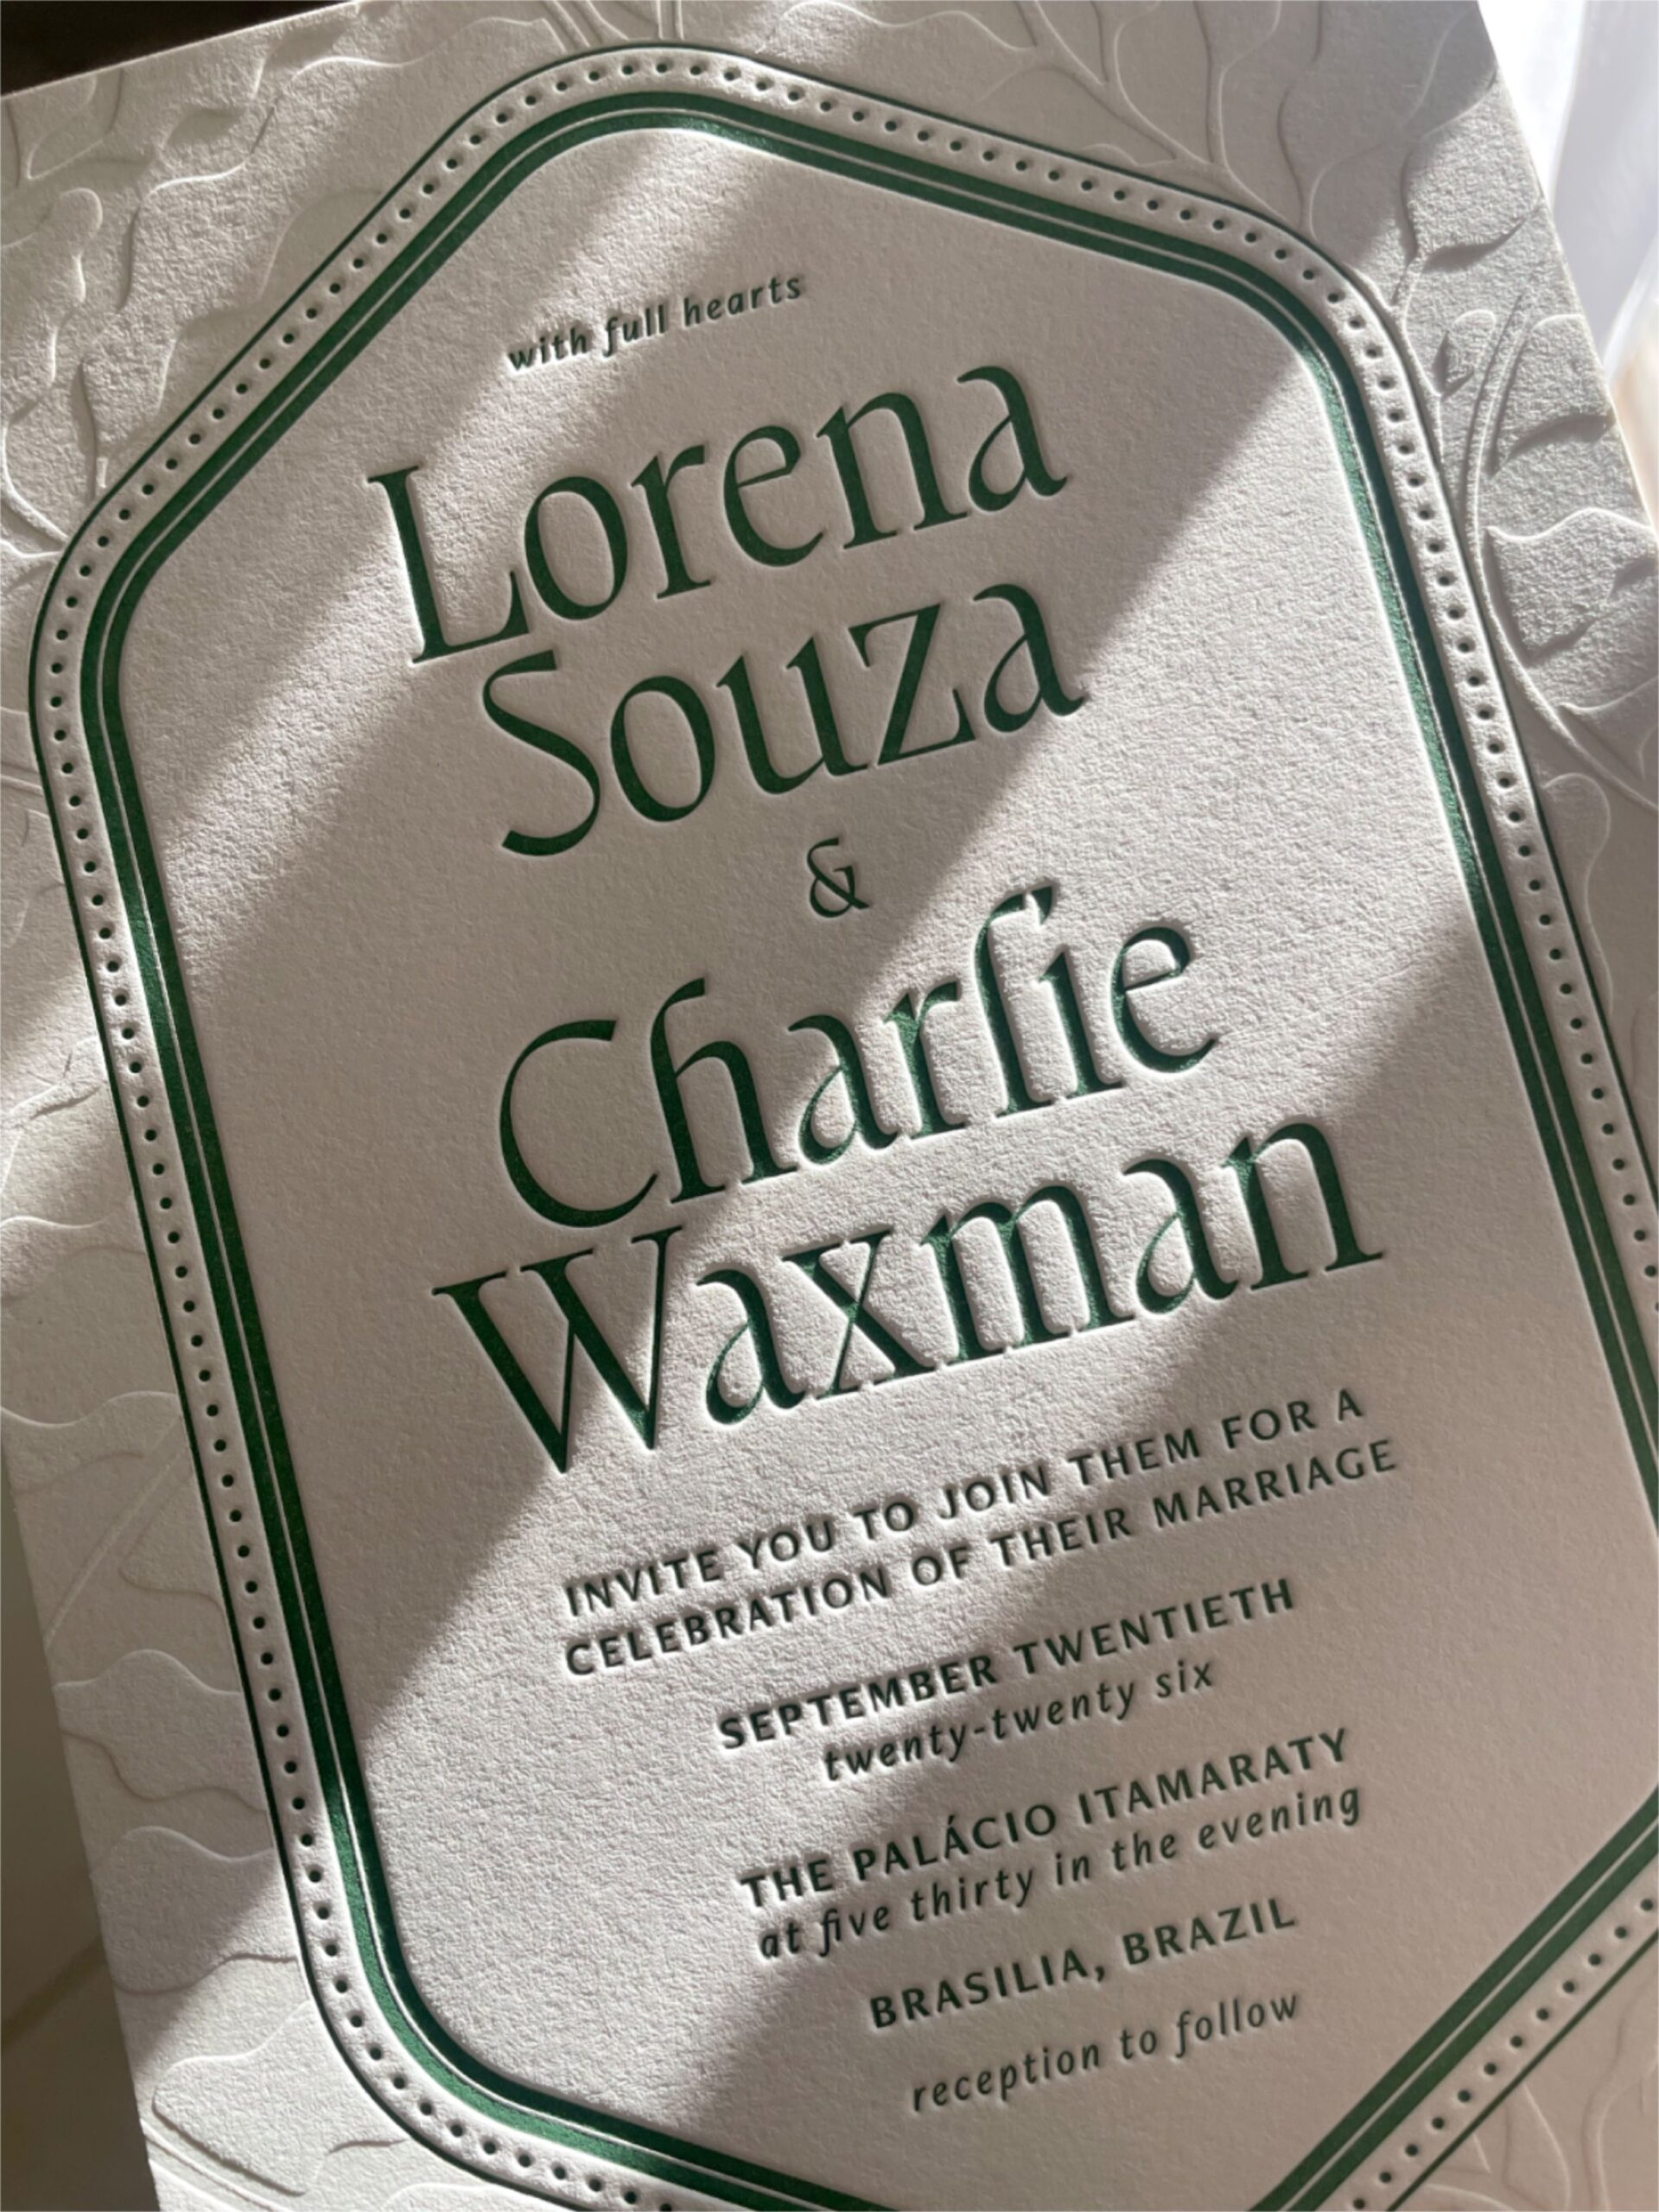 with full hearts
Lorena
Souza
&
Charlie
Waxman
INVITE YOU TO JOIN THEM FOR A
CELEBRATION OF THEIR MARRIAGE
SEPTEMBER TWENTIETH
twenty-twenty six
THE PALÁCIO ITAMARATY
at five thirty in the evening
BRASILIA, BRAZIL
reception to follow